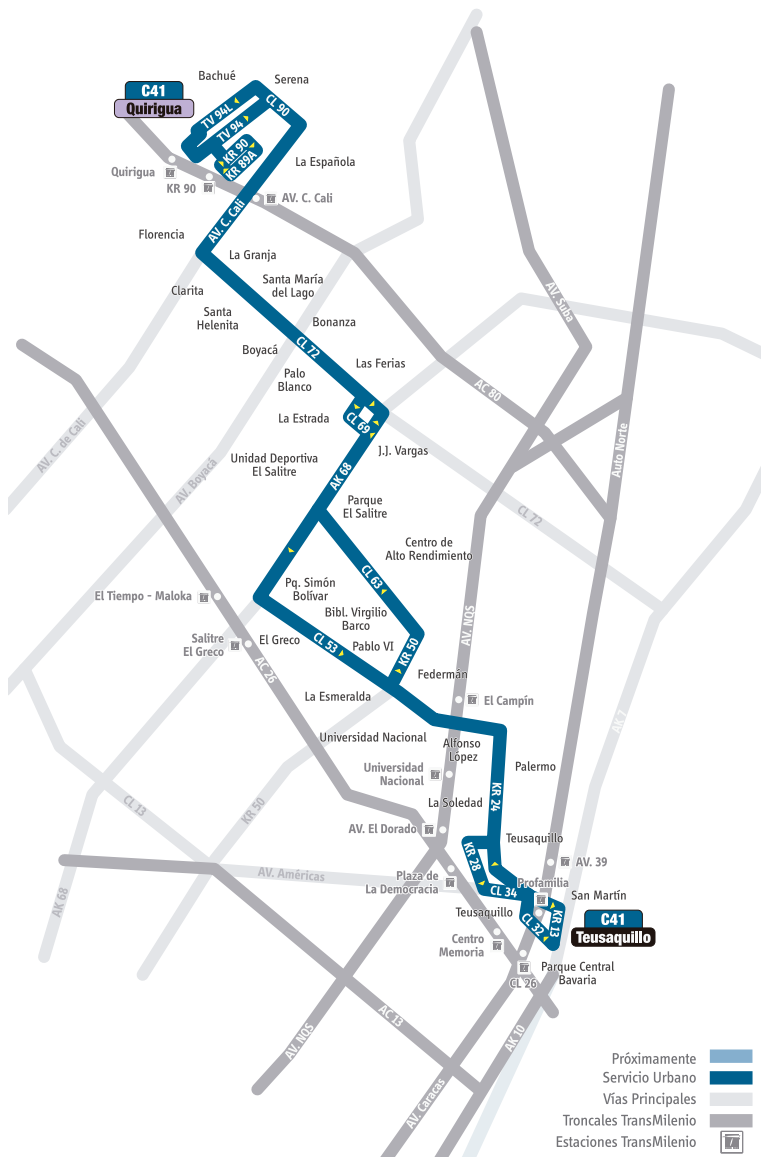 Bachué
Serena
C41
Quirigua
TV 94L
CL 90
TV 94
KR 90
KR 89A
La Española
Quirigua
KR 90
AV. C. Cali
AV. C. Cali
Florencia
La Granja
Clarita
Santa María
del Lago
Santa
Helenita
Bonanza
AV. Suba
Boyacá
CL 72
Las Ferias
Palo
Blanco
AC 80
La Estrada
CL 69
Auto Norte
AV. C. de Cali
J.J. Vargas
Unidad Deportiva
El Salitre
AK 68
AV. Boyacá
Parque
El Salitre
CL 72
Centro de
Alto Rendimiento
CL 63
Pq. Simón
Bolívar
El Tiempo - Maloka
Bibl. Virgilio
Barco
AV. NQS
Salitre
El Greco
El Greco
CL 53
Pablo VI
KR 50
AC 26
Federmán
La Esmeralda
El Campín
AK 7
Universidad Nacional
Alfonso
López
Universidad
Nacional
Palermo
KR 24
CL 13
KR 50
La Soledad
AV. El Dorado
Teusaquillo
KR 28
AV. 39
AV. Américas
Plaza de
La Democracia
Profamilia
CL 34
San Martín
AK 68
Teusaquillo
KR 13
CL 32
C41
Teusaquillo
Centro
Memoria
Parque Central
Bavaria
CL 26
AC 13
AV. NQS
AK 10
AV. Caracas
Próximamente
Servicio Urbano
Vías Principales
Troncales TransMilenio
Estaciones TransMilenio